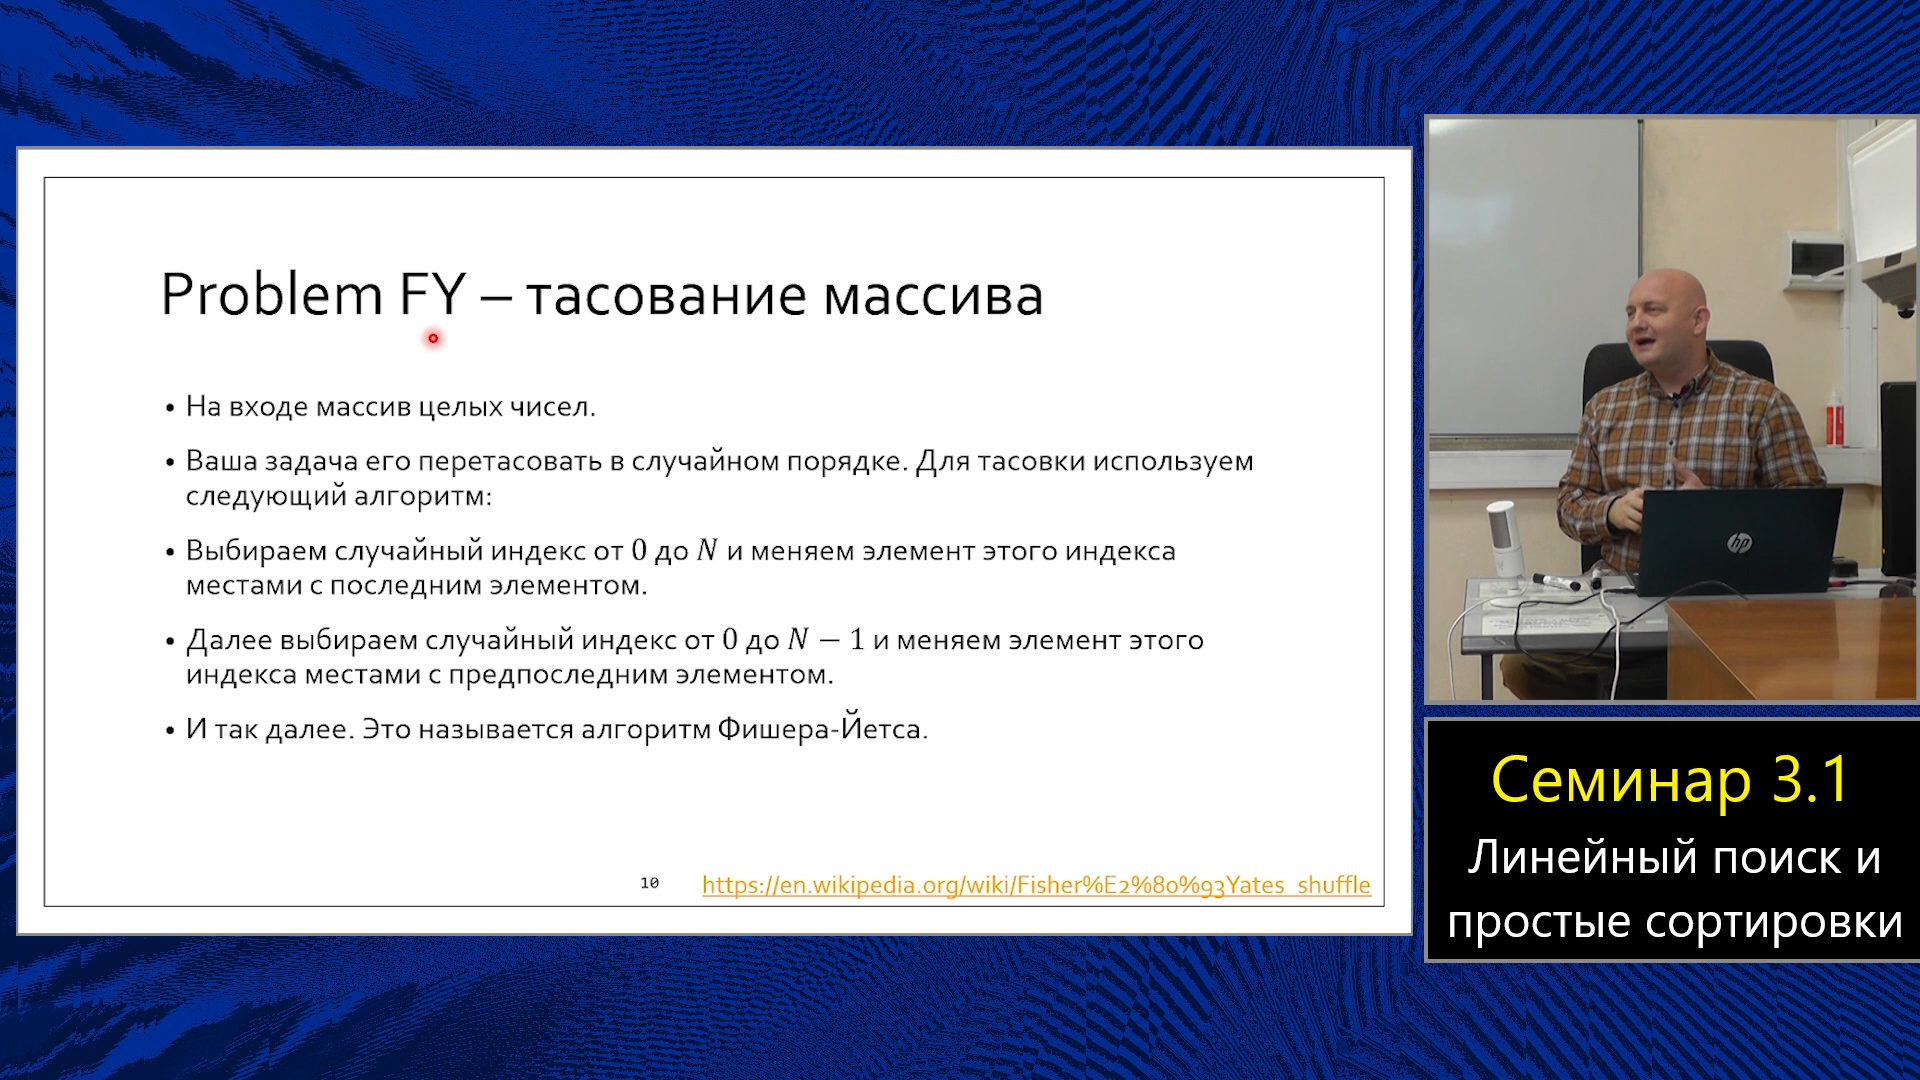 Problem FY – тасование массива
• На входе массив целых чисел.
• Ваша задача его перетасовать в случайном порядке. Для тасовки используем
следующий алгоритм:
• Выбираем случайный индекс от 0 до N и меняем элемент этого индекса
местами с последним элементом.
• Далее выбираем случайный индекс от 0 до N − 1 и меняем элемент этого
индекса местами с предпоследним элементом.
• И так далее. Это называется алгоритм Фишера-Йетса.
10
https://en.wikipedia.org/wiki/Fisher%E2%80%93Yates_shuffle
hp
Семинар 3.1
Линейный поиск и
простые сортировки